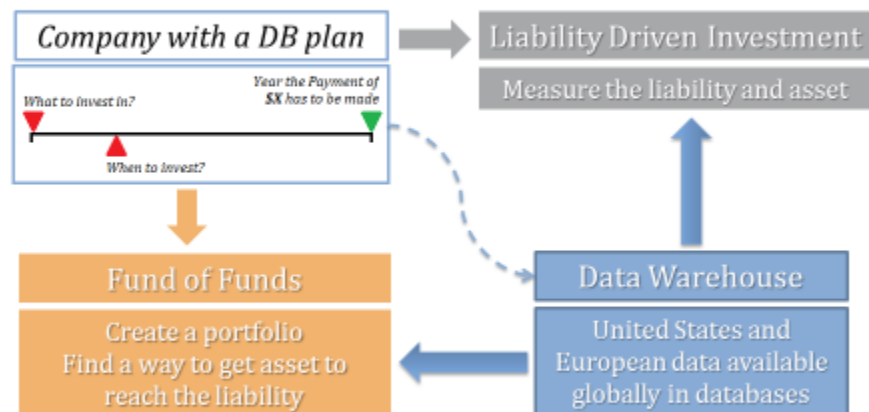 Company with a DB plan
Liability Driven Investment
Measure the liability and asset
What to invest in?
Year the Payment of
$X has to be made
When to invest?
Fund of Funds
Create a portfolio
Find a way to get asset to
reach the liability
Data Warehouse
United States and
European data available
globally in databases